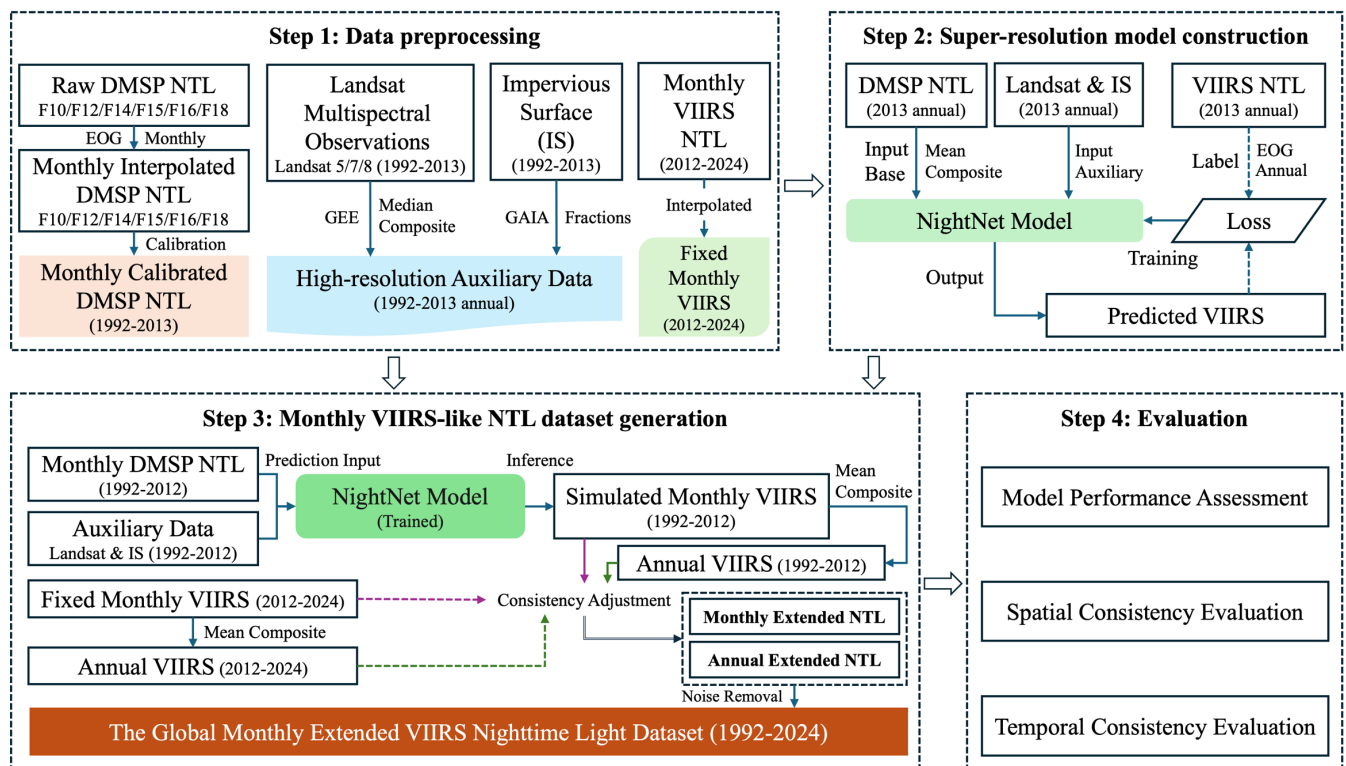 Step 1: Data preprocessing
Raw DMSP NTL
F10/F12/F14/F15/F16/F18
EOG
Monthly
Monthly Interpolated
DMSP NTL
F10/F12/F14/F15/F16/F18
Calibration
Monthly Calibrated
DMSP NTL
(1992-2013)
Landsat
Multispectral
Observations
Landsat 5/7/8 (1992-2013)
GEE
Median
Composite
Impervious
Surface
(IS)
(1992-2013)
GAIA
Fractions
High-resolution Auxiliary Data
(1992-2013 annual)
Monthly
VIIRS
NTL
(2012-2024)
Interpolated
Fixed
Monthly
VIIRS
(2012-2024)
Step 2: Super-resolution model construction
DMSP NTL
(2013 annual)
Landsat & IS
(2013 annual)
VIIRS NTL
(2013 annual)
Input
Base
Mean
Composite
Input
Auxiliary
Label
EOG
Annual
NightNet Model
Loss
Training
Output
Predicted VIIRS
Step 3: Monthly VIIRS-like NTL dataset generation
Monthly DMSP NTL
(1992-2012)
Auxiliary Data
Landsat & IS (1992-2012)
Prediction Input
NightNet Model
(Trained)
Inference
Simulated Monthly VIIRS
(1992-2012)
Mean
Composite
Annual VIIRS (1992-2012)
Fixed Monthly VIIRS (2012-2024)
Mean Composite
Annual VIIRS (2012-2024)
Consistency Adjustment
Monthly Extended NTL
Annual Extended NTL
Noise Removal
The Global Monthly Extended VIIRS Nighttime Light Dataset (1992-2024)
Step 4: Evaluation
Model Performance Assessment
Spatial Consistency Evaluation
Temporal Consistency Evaluation